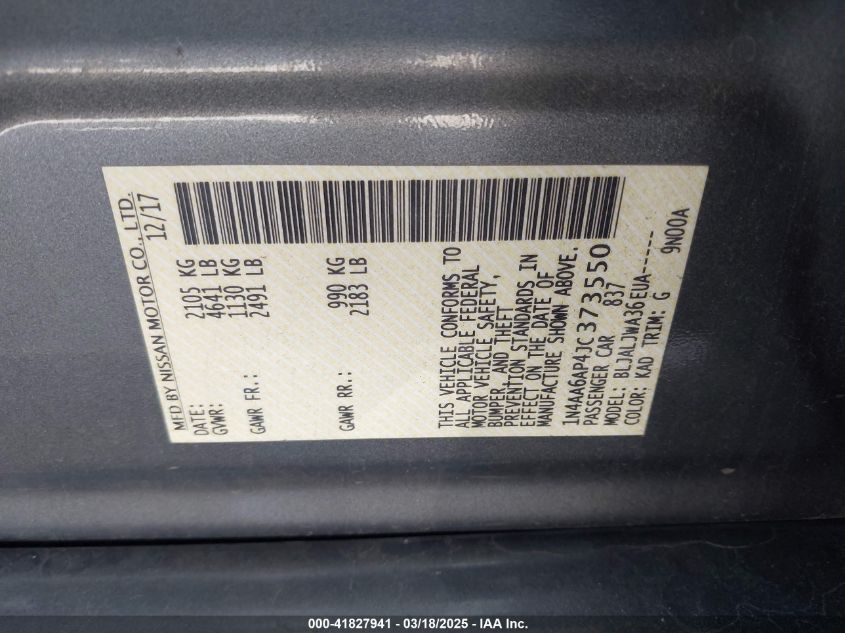 MFD BY NISSAN MOTOR CO., LTD.
DATE: 12/17
GVWR: 2105 KG
4641 LB
GAWR FR.: 1130 KG
2491 LB
GAWR RR.: 990 KG
2183 LB
THIS VEHICLE CONFORMS TO
ALL APPLICABLE FEDERAL
MOTOR VEHICLE SAFETY,
BUMPER, AND THEFT
PREVENTION STANDARDS IN
EFFECT ON THE DATE OF
MANUFACTURE SHOWN ABOVE.
1N4AA6AP4JC373550
PASSENGER CAR 837
MODEL: BLJALJWA36EUA------
COLOR: KAD TRIM: G 9N00A
000-41827941 - 03/18/2025 - IAA Inc.